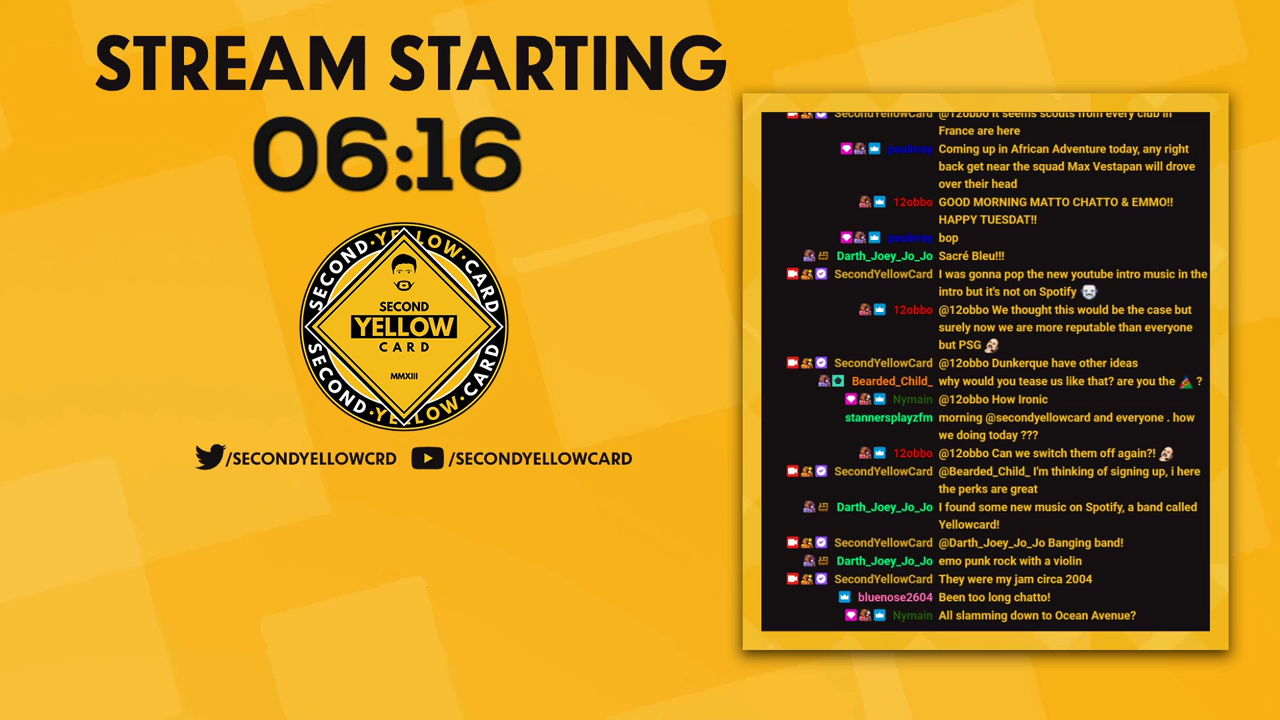 STREAM STARTING
06:16
SECOND·YELLOW·CARD
SECOND
YELLOW
CARD
MMXIII
SECOND·YELLOW·CARD
/SECONDYELLOWCRD /SECONDYELLOWCARD
SecondYellowCard @12obbo It seems scouts from every club in
France are here
paulnray Coming up in African Adventure today, any right
back get near the squad Max Vestapan will drove
over their head
12obbo GOOD MORNING MATTO CHATTO & EMMO!!
HAPPY TUESDAT!!
paulnray bop
Darth_Joey_Jo_Jo Sacré Bleu!!!
SecondYellowCard I was gonna pop the new youtube intro music in the
intro but it's not on Spotify
12obbo @12obbo We thought this would be the case but
surely now we are more reputable than everyone
but PSG
SecondYellowCard @12obbo Dunkerque have other ideas
Bearded_Child_ why would you tease us like that? are you the ?
Nymain @12obbo How Ironic
stannersplayzfm morning @secondyellowcard and everyone . how
we doing today ???
12obbo @12obbo Can we switch them off again?!
SecondYellowCard @Bearded_Child_ I'm thinking of signing up, i here
the perks are great
Darth_Joey_Jo_Jo I found some new music on Spotify, a band called
Yellowcard!
SecondYellowCard @Darth_Joey_Jo_Jo Banging band!
Darth_Joey_Jo_Jo emo punk rock with a violin
SecondYellowCard They were my jam circa 2004
bluenose2604 Been too long chatto!
Nymain All slamming down to Ocean Avenue?